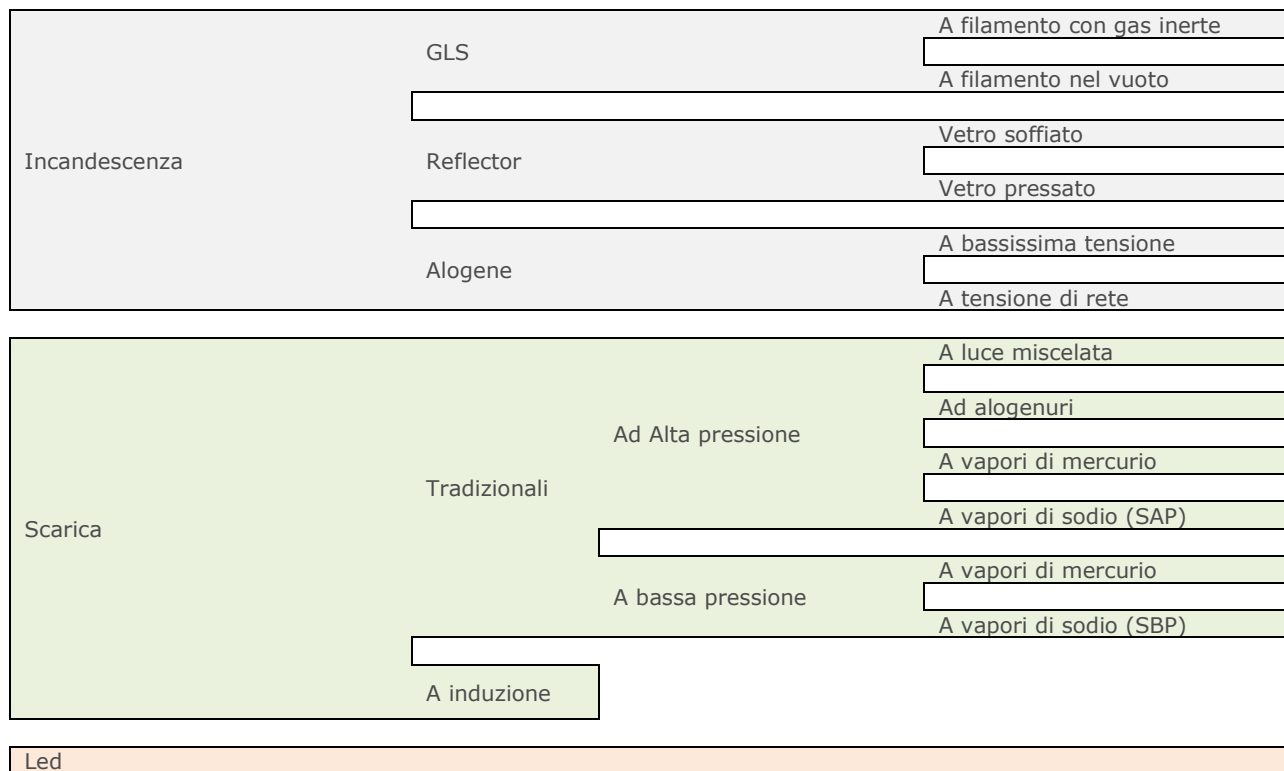 A filamento con gas inerte
GLS
A filamento nel vuoto
Vetro soffiato
Incandescenza
Reflector
Vetro pressato
A bassissima tensione
Alogene
A tensione di rete
A luce miscelata
Ad alogenuri
Ad Alta pressione
A vapori di mercurio
Tradizionali
A vapori di sodio (SAP)
Scarica
A vapori di mercurio
A bassa pressione
A vapori di sodio (SBP)
A induzione
Led